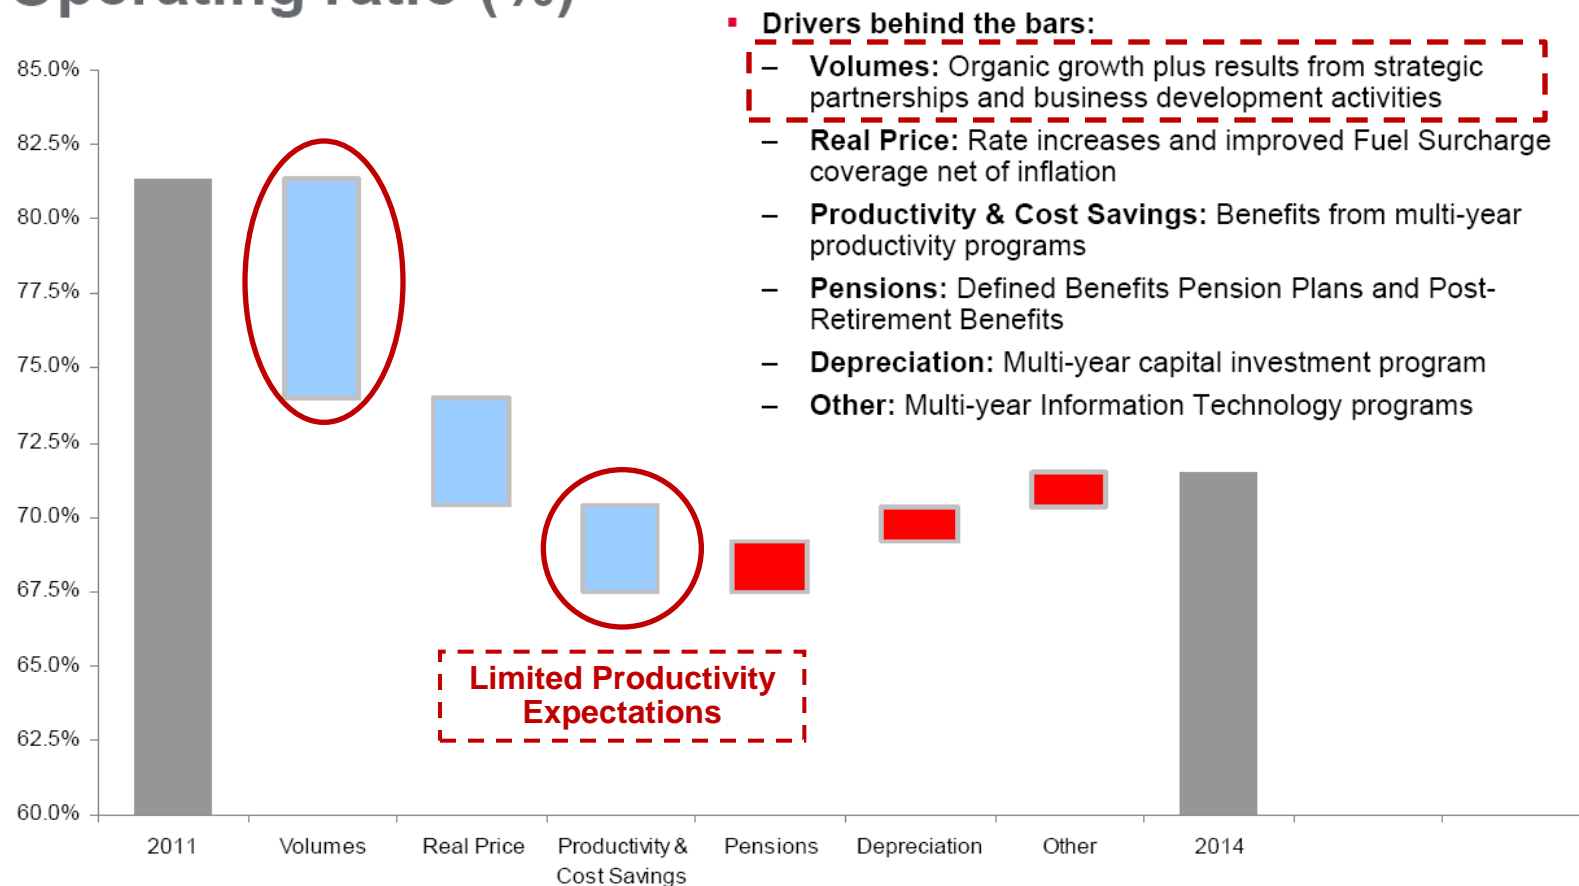 Operating ratio (%)
▪ Drivers behind the bars:
– Volumes: Organic growth plus results from strategic
partnerships and business development activities
– Real Price: Rate increases and improved Fuel Surcharge
coverage net of inflation
– Productivity & Cost Savings: Benefits from multi-year
productivity programs
– Pensions: Defined Benefits Pension Plans and Post-
Retirement Benefits
– Depreciation: Multi-year capital investment program
– Other: Multi-year Information Technology programs
85.0%
82.5%
80.0%
77.5%
75.0%
72.5%
70.0%
67.5%
65.0%
62.5%
60.0%
Limited Productivity
Expectations
2011 Volumes Real Price Productivity & Pensions Depreciation Other 2014
Cost Savings